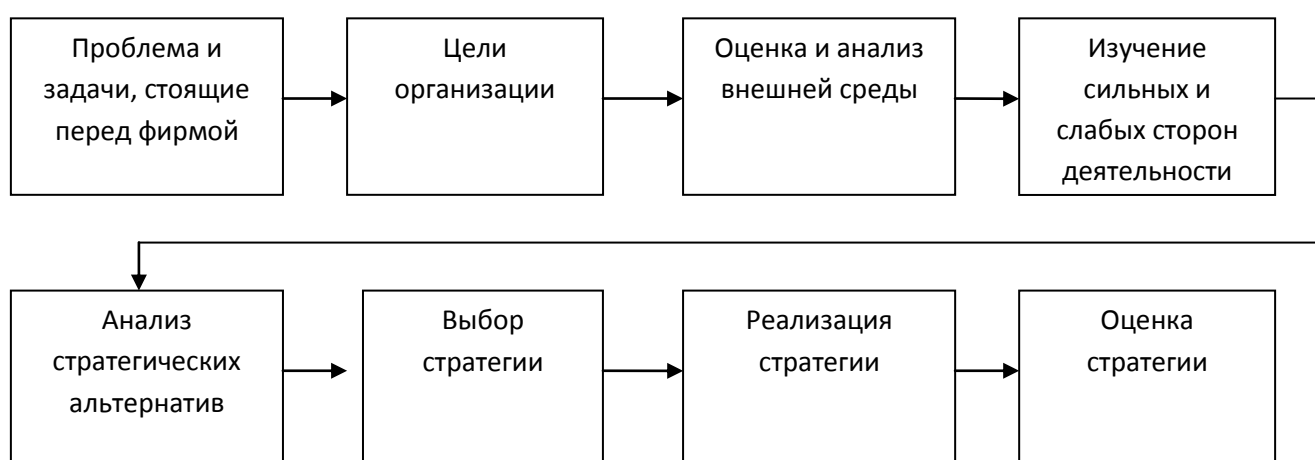 Проблема и
задачи, стоящие
перед фирмой
Цели
организации
Оценка и анализ
внешней среды
Изучение
сильных и
слабых сторон
деятельности
Анализ
стратегических
альтернатив
Выбор
стратегии
Реализация
стратегии
Оценка
стратегии